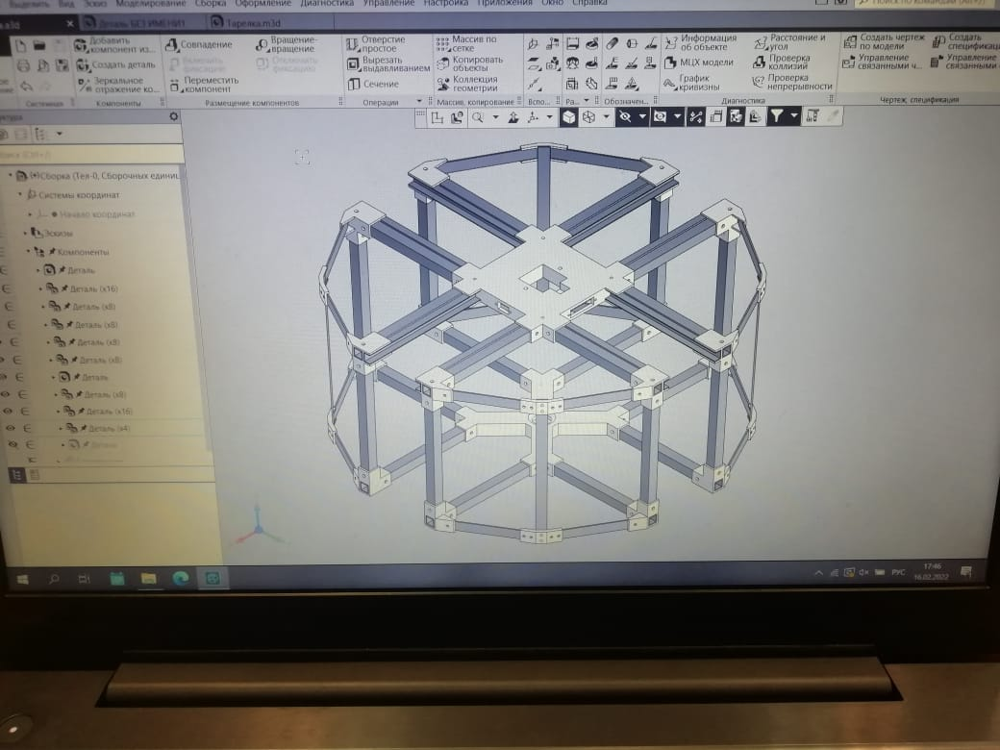 Выделить Вид Эскиз Моделирование Сборка Оформление Диагностика Управление Настройка Приложения Окно Справка
Поиск по командам (Alt+/)
Деталь БЕЗ ИМЕНИ1
Тарелка.m3d
Добавить компонент из...
Создать деталь
Зеркальное отражение ко...
Совпадение
Включить фиксацию
Переместить компонент
Вращение-вращение
Отключить фиксацию
Отверстие простое
Вырезать выдавливанием
Сечение
Массив по сетке
Копировать объекты
Коллекция геометрии
Информация об объекте
МЦХ модели
График кривизны
Расстояние и угол
Проверка коллизий
Проверка непрерывности
Создать чертеж по модели
Управление связанными ч...
Создать
Управление связанными
Системная
Компоненты
Размещение компонентов
Операции
Массив, копирование
Вспо...
Ра...
Обозначен...
Диагностика
Чертеж, спецификация
(+)Сборка (Тел-0, Сборочных единиц
Системы координат
Начало координат
Эскизы
Компоненты
Деталь
Деталь (x16)
Деталь (x8)
Деталь (x8)
Деталь (x8)
Деталь (x8)
Деталь
Деталь (x8)
Деталь (x16)
Деталь (x4)
РУС
17:46
16.02.2022